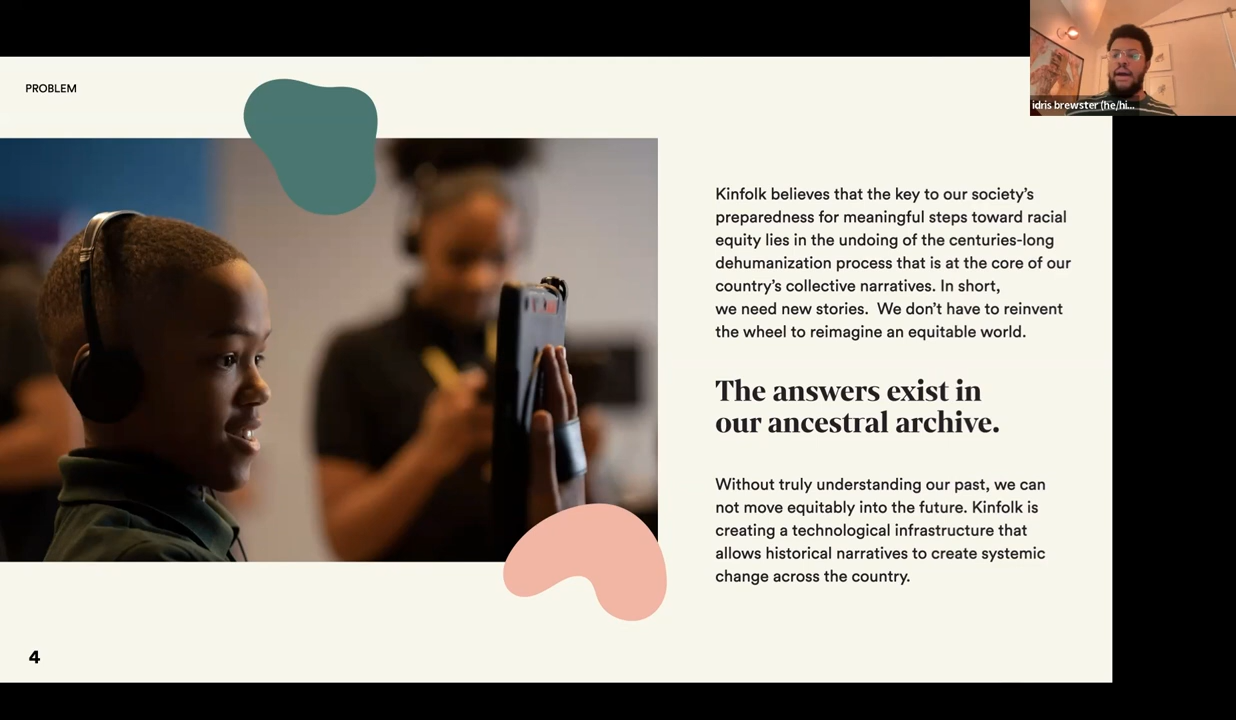 PROBLEM
idris brewster (he/hi...
Kinfolk believes that the key to our society’s
preparedness for meaningful steps toward racial
equity lies in the undoing of the centuries-long
dehumanization process that is at the core of our
country’s collective narratives. In short,
we need new stories.  We don’t have to reinvent
the wheel to reimagine an equitable world.
The answers exist in
our ancestral archive.
Without truly understanding our past, we can
not move equitably into the future. Kinfolk is
creating a technological infrastructure that
allows historical narratives to create systemic
change across the country.
4